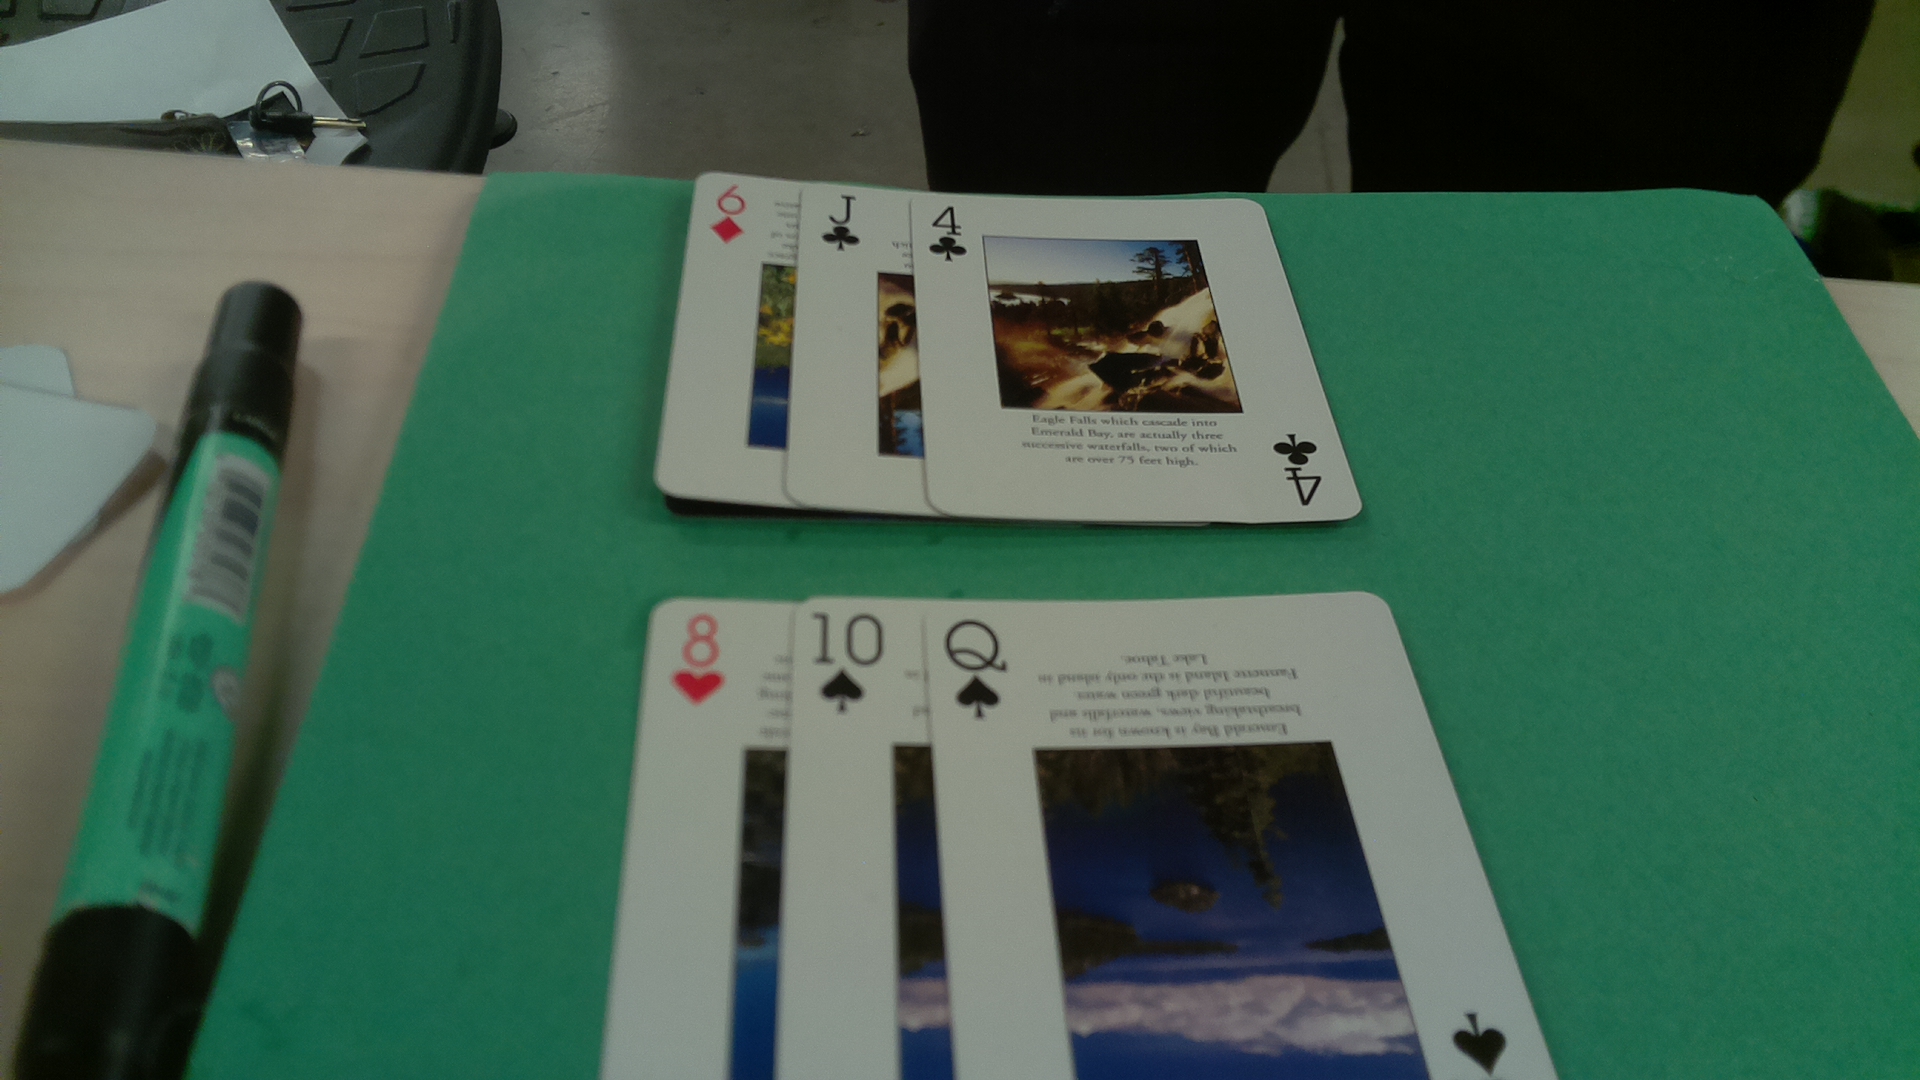 6
J
4
Eagle Falls which cascade into
Emerald Bay, are actually three
successive waterfalls, two of which
are over 75 feet high.
4
8
10
Q
Emerald Bay is known for its
breathtaking views, waterfalls and
beautiful dark green water.
Fannette Island is the only island in
Lake Tahoe.